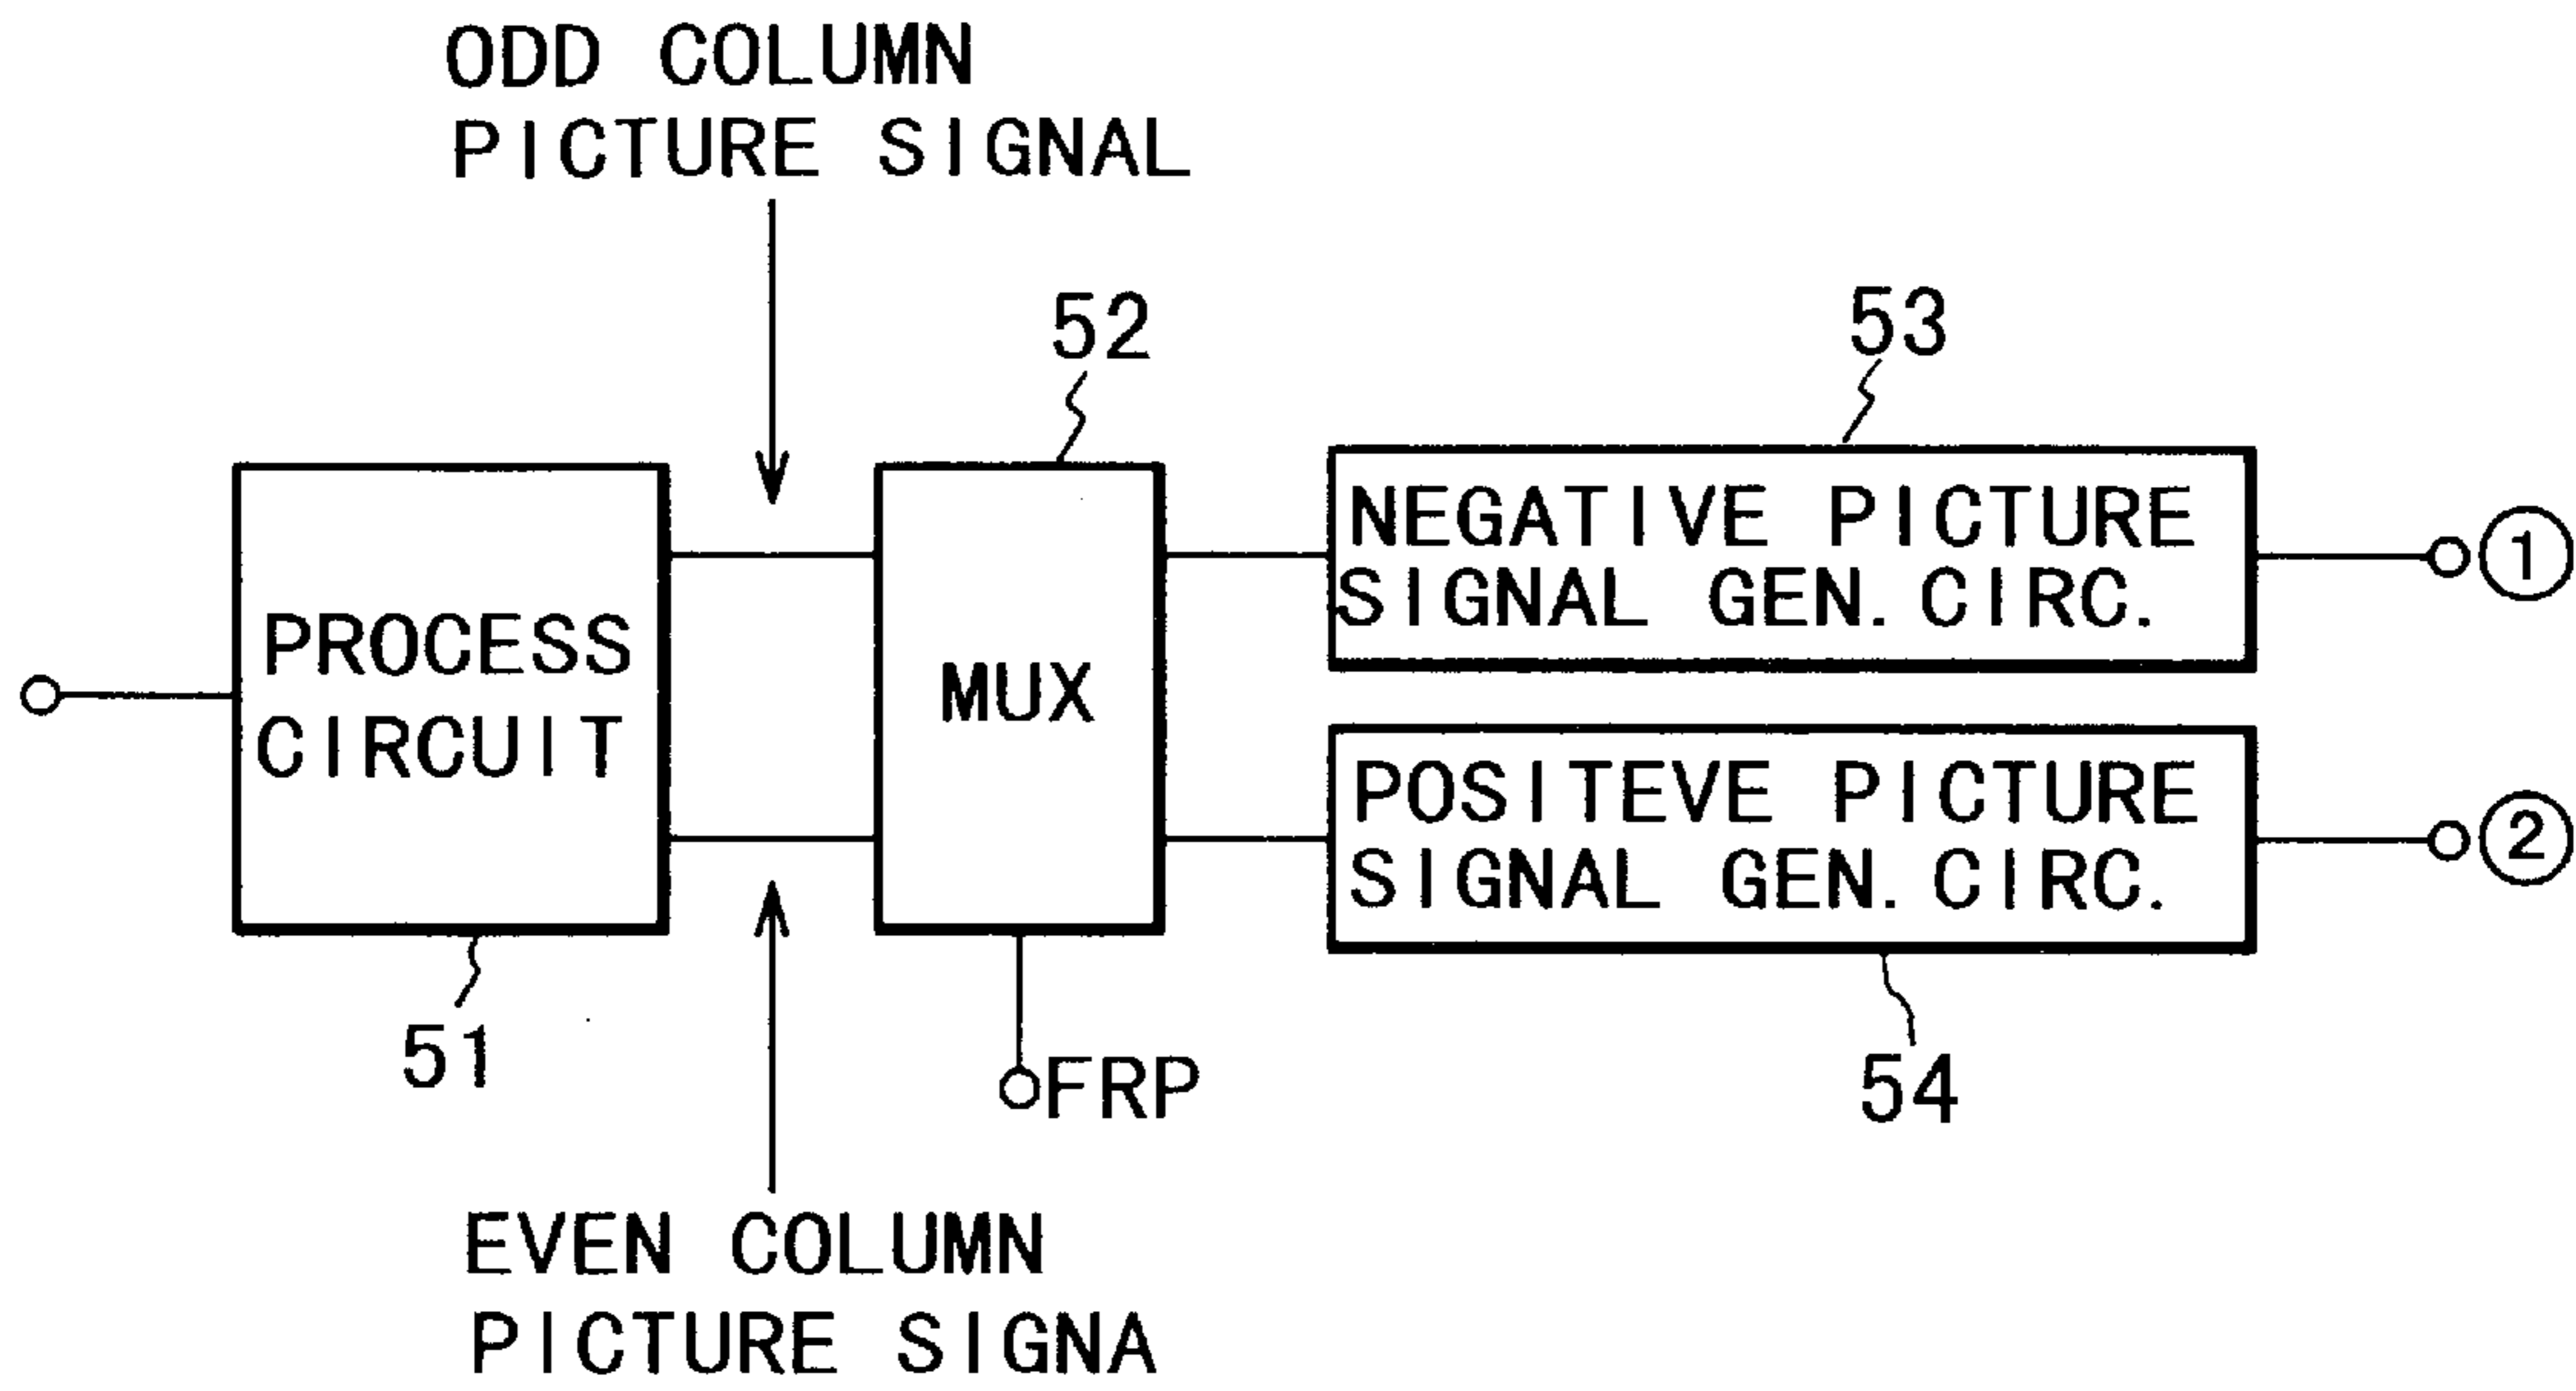 ODD COLUMN
PICTURE SIGNAL
52
53
NEGATIVE PICTURE
SIGNAL GEN. CIRC.
①
PROCESS
CIRCUIT
MUX
POSITEVE PICTURE
SIGNAL GEN. CIRC.
②
51
FRP
54
EVEN COLUMN
PICTURE SIGNA